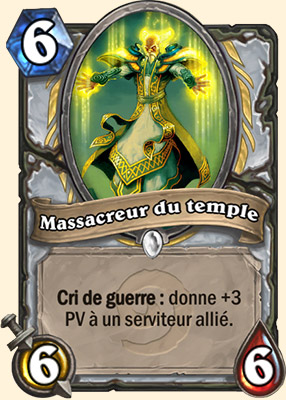 6
Massacreur du temple
Cri de guerre : donne +3
PV à un serviteur allié.
6
6